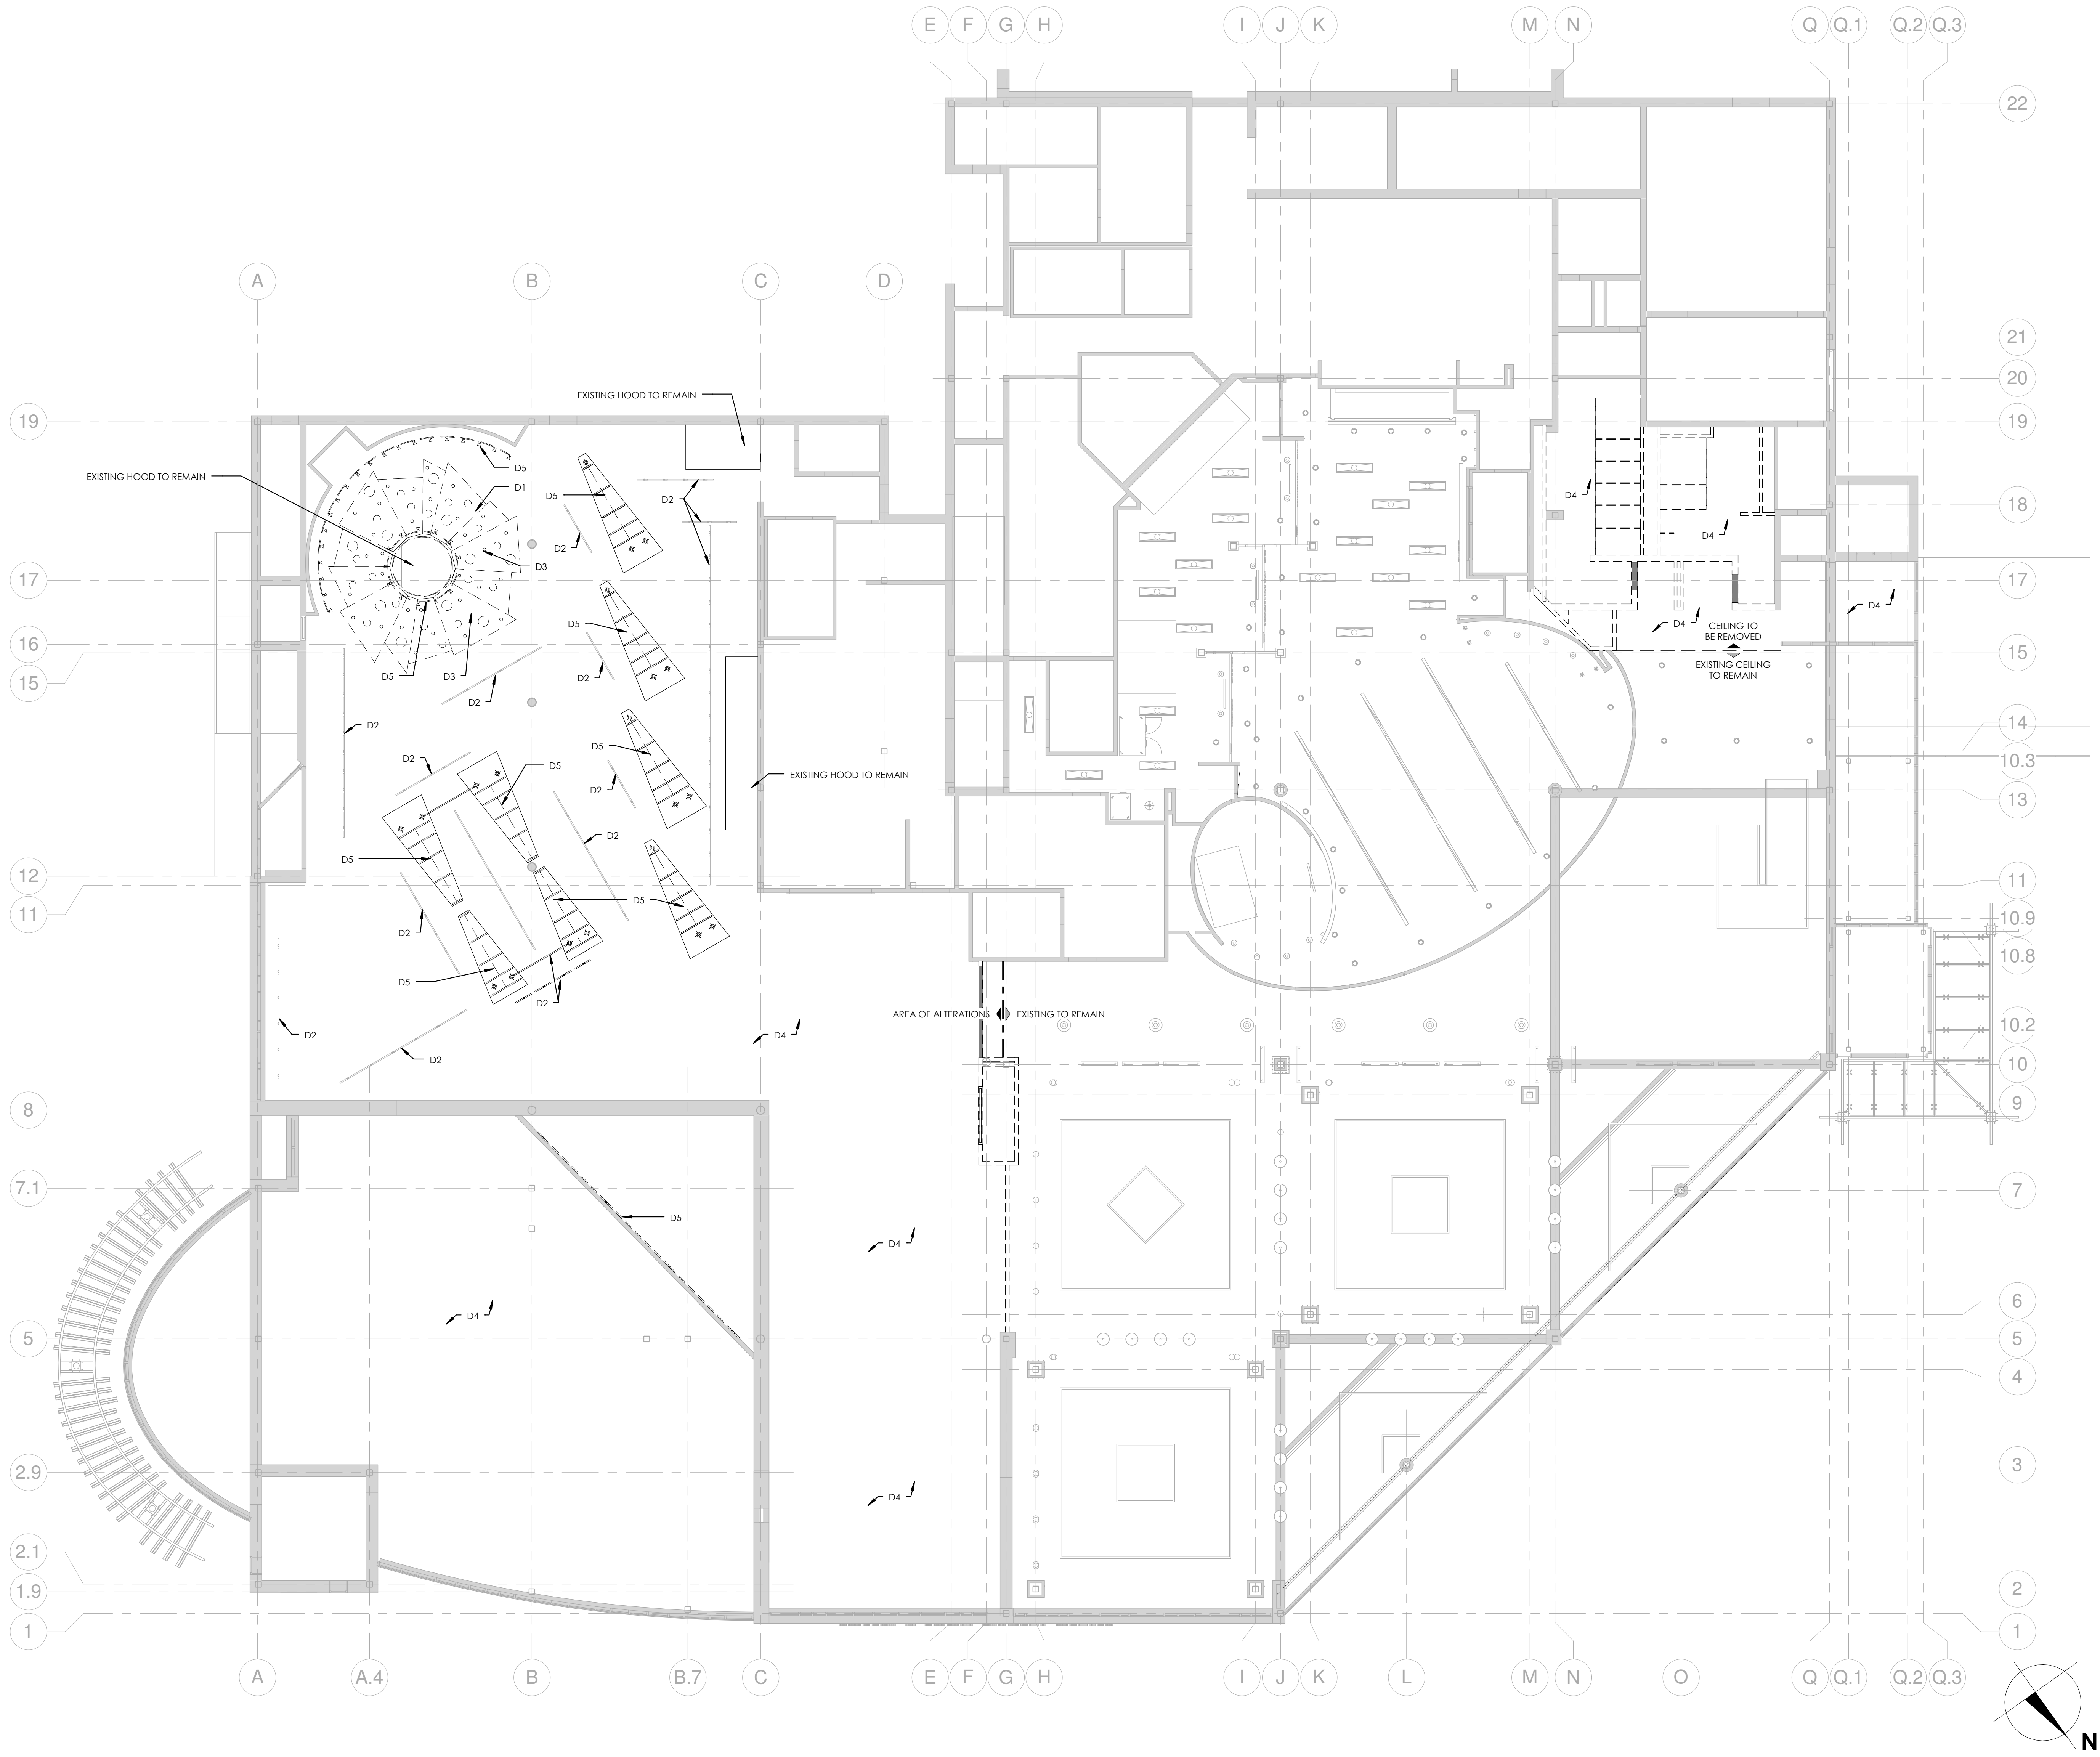 E F G H I J K M N Q Q.1 Q.2 Q.3
22
A B C D
21
20
EXISTING HOOD TO REMAIN
19
19
D5
EXISTING HOOD TO REMAIN
D1
D5
D2
D4
18
D4
D2
D3
17
17
D4
D5
D4
CEILING TO
BE REMOVED
16
15
EXISTING CEILING
TO REMAIN
15
D5
D3
D2
D2
D2
14
D5
D2
D5
10.3
EXISTING HOOD TO REMAIN
D2
13
D2
D5
12
11
D5
D5
11
10.9
D2
10.8
D5
D2
AREA OF ALTERATIONS
EXISTING TO REMAIN
10.2
D2
D4
D2
10
9
8
7.1
7
D5
D4
6
D4
5
5
4
2.9
3
D4
2.1
1.9
2
1
1
A A.4 B B.7 C E F G H I J K L M N O Q Q.1 Q.2 Q.3
N